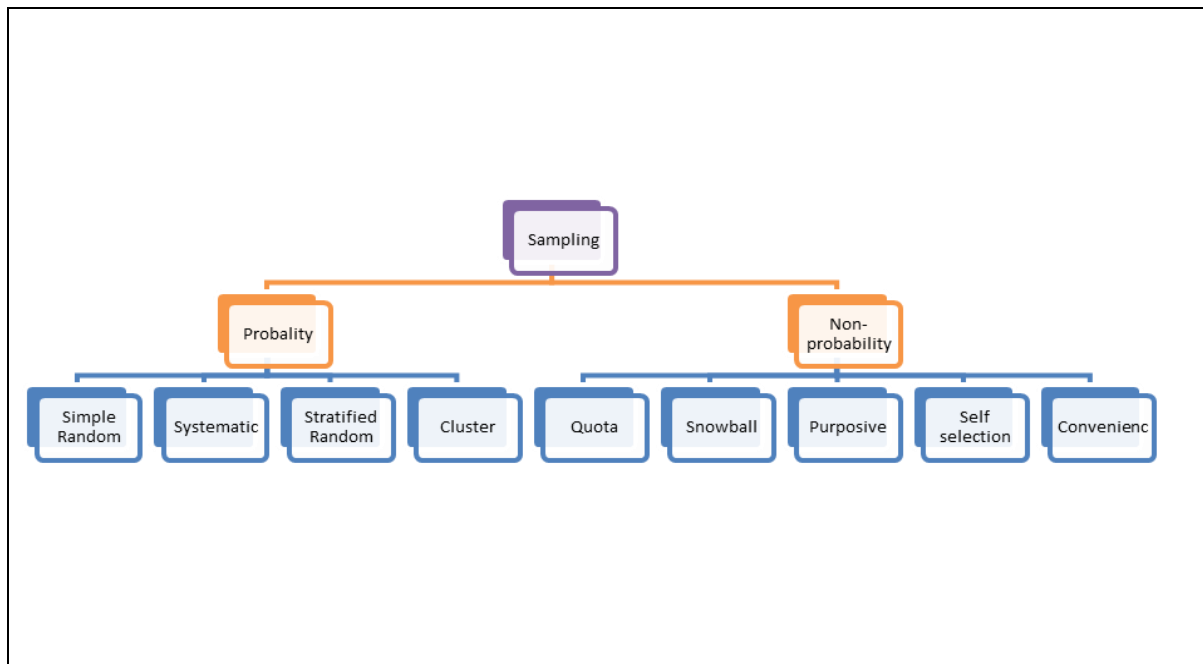 Sampling
Probality
Non-
probability
Simple
Random
Systematic
Stratified
Random
Cluster
Quota
Snowball
Purposive
Self
selection
Convenienc